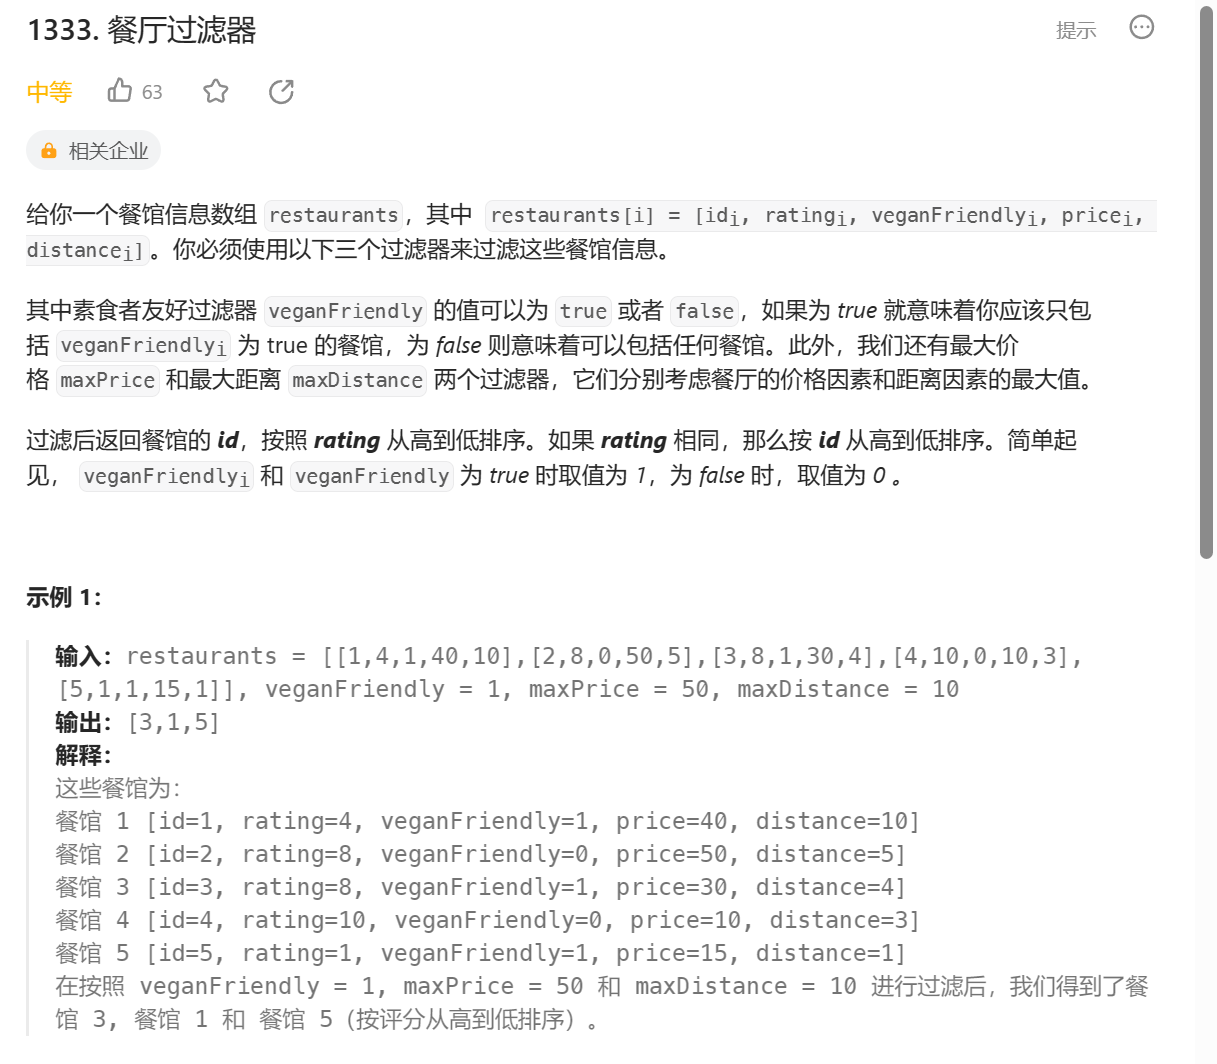 1333. 餐厅过滤器
提示
中等
63
相关企业
给你一个餐馆信息数组 restaurants，其中 restaurants[i] = [idi, ratingi, veganFriendlyi, pricei,
distancei]。你必须使用以下三个过滤器来过滤这些餐馆信息。
其中素食者友好过滤器 veganFriendly 的值可以为 true 或者 false，如果为 true 就意味着你应该只包
括 veganFriendlyi 为 true 的餐馆，为 false 则意味着可以包括任何餐馆。此外，我们还有最大价
格 maxPrice 和最大距离 maxDistance 两个过滤器，它们分别考虑餐厅的价格因素和距离因素的最大值。
过滤后返回餐馆的 id，按照 rating 从高到低排序。如果 rating 相同，那么按 id 从高到低排序。简单起
见， veganFriendlyi 和 veganFriendly 为 true 时取值为 1，为 false 时，取值为 0 。
示例 1：
输入：restaurants = [[1,4,1,40,10],[2,8,0,50,5],[3,8,1,30,4],[4,10,0,10,3],
[5,1,1,15,1]], veganFriendly = 1, maxPrice = 50, maxDistance = 10
输出：[3,1,5]
解释：
这些餐馆为：
餐馆 1 [id=1, rating=4, veganFriendly=1, price=40, distance=10]
餐馆 2 [id=2, rating=8, veganFriendly=0, price=50, distance=5]
餐馆 3 [id=3, rating=8, veganFriendly=1, price=30, distance=4]
餐馆 4 [id=4, rating=10, veganFriendly=0, price=10, distance=3]
餐馆 5 [id=5, rating=1, veganFriendly=1, price=15, distance=1]
在按照 veganFriendly = 1, maxPrice = 50 和 maxDistance = 10 进行过滤后，我们得到了餐
馆 3, 餐馆 1 和 餐馆 5（按评分从高到低排序）。